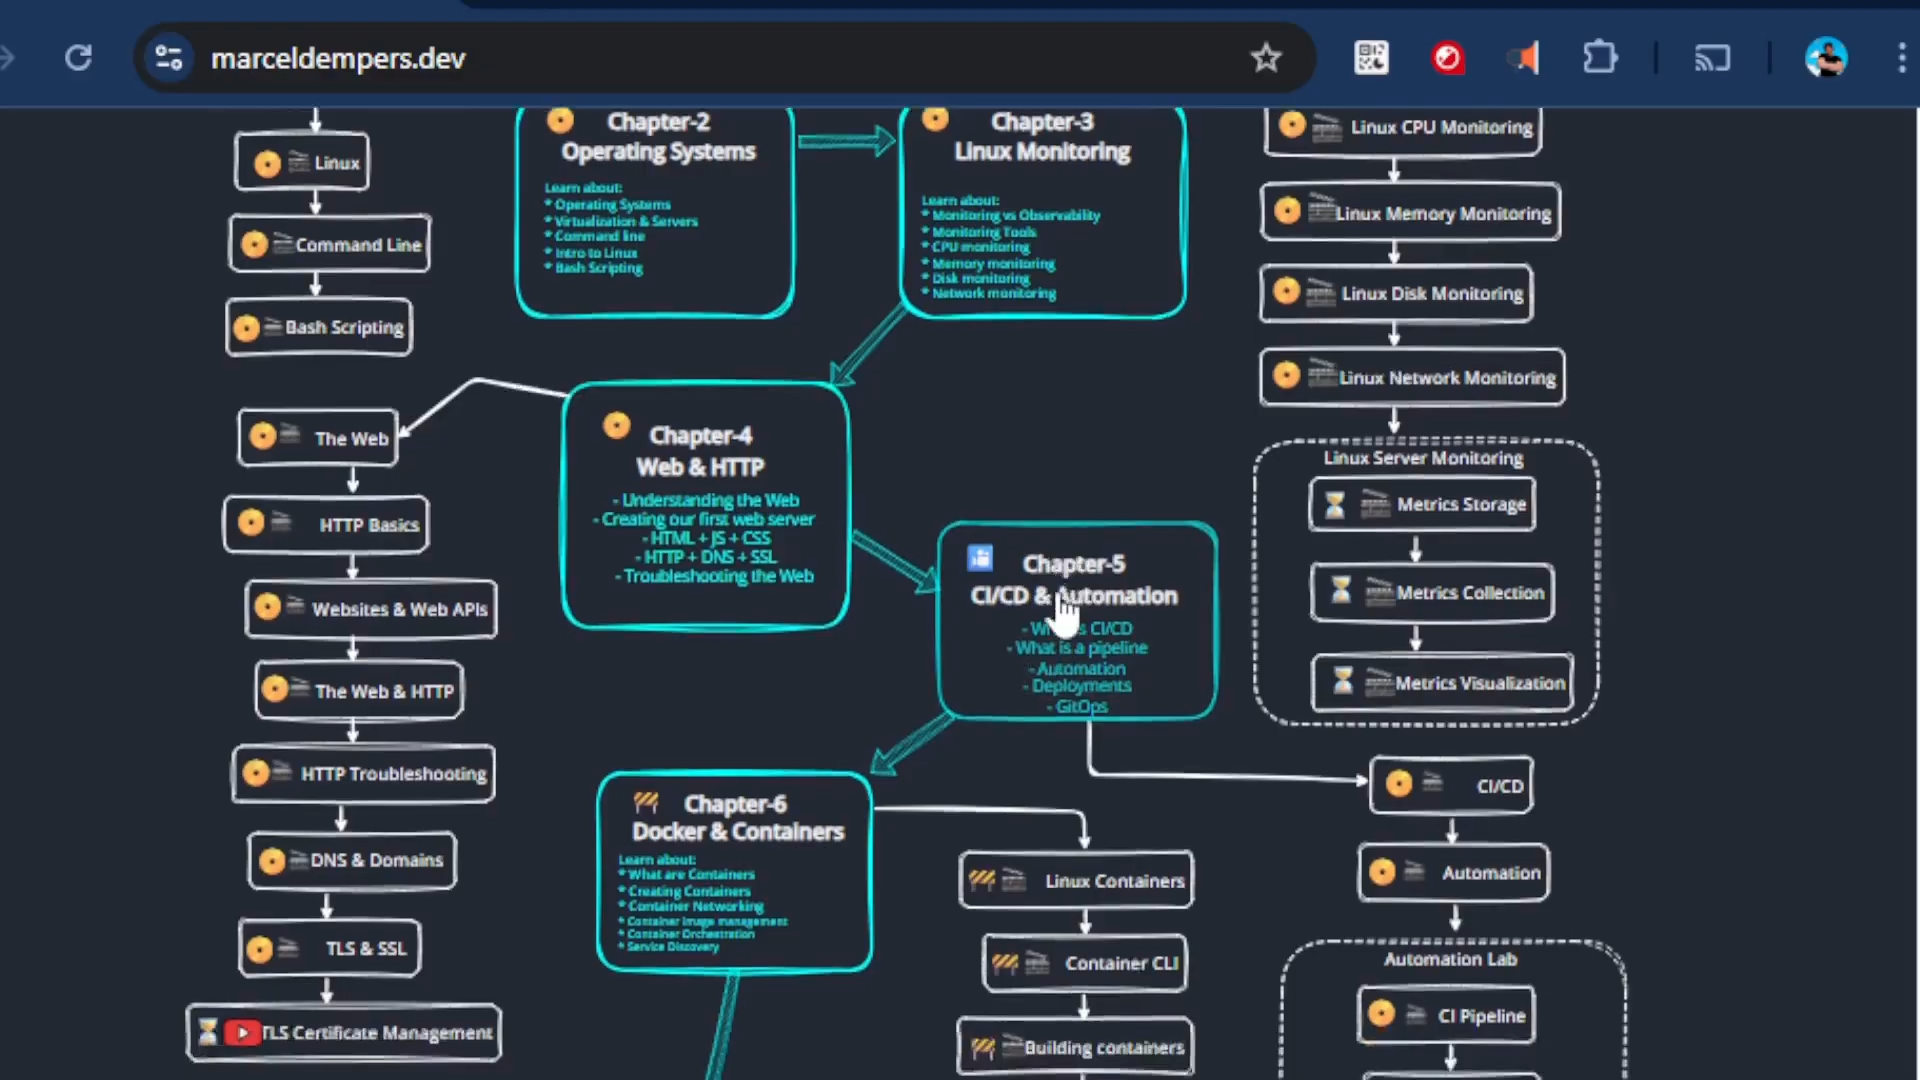 marceldempers.dev
Linux
Command Line
Bash Scripting
Chapter-2
Operating Systems
Learn about:
* Operating Systems
* Virtualization & Servers
* Command line
* Intro to Linux
* Bash Scripting
Chapter-3
Linux Monitoring
Learn about:
* Monitoring vs Observability
* Monitoring Tools
* CPU monitoring
* Memory monitoring
* Disk monitoring
* Network monitoring
Linux CPU Monitoring
Linux Memory Monitoring
Linux Disk Monitoring
Linux Network Monitoring
Linux Server Monitoring
Metrics Storage
Metrics Collection
Metrics Visualization
The Web
HTTP Basics
Websites & Web APIs
The Web & HTTP
HTTP Troubleshooting
DNS & Domains
TLS & SSL
TLS Certificate Management
Chapter-4
Web & HTTP
- Understanding the Web
- Creating our first web server
- HTML + JS + CSS
- HTTP + DNS + SSL
- Troubleshooting the Web
Chapter-5
CI/CD & Automation
- CI/CD
- What is a pipeline
- Automation
- Deployments
- GitOps
CI/CD
Automation
Automation Lab
CI Pipeline
Chapter-6
Docker & Containers
Learn about:
* What are Containers
* Creating Containers
* Container Networking
* Container Image management
* Container Orchestration
* Service Discovery
Linux Containers
Container CLI
Building containers